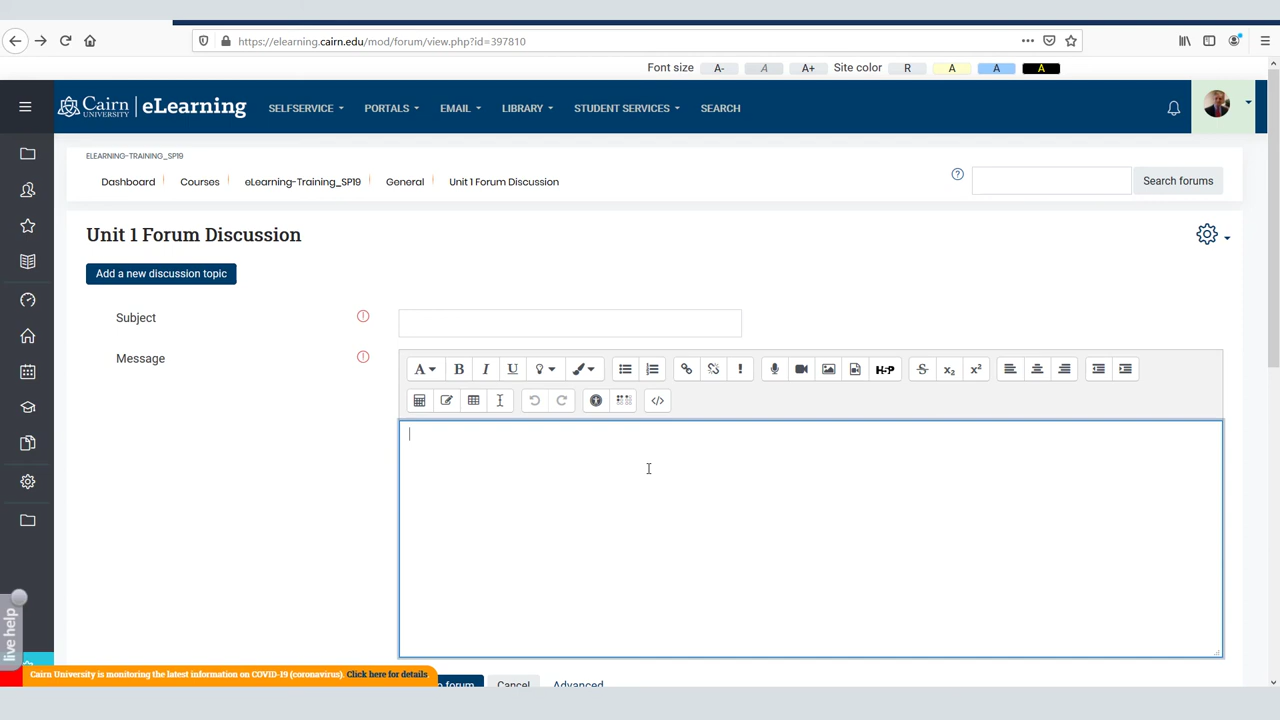 https://elearning.cairn.edu/mod/forum/view.php?id=397810
Font size A- A A+ Site color R A A A
Cairn UNIVERSITY eLearning SELFSERVICE PORTALS EMAIL LIBRARY STUDENT SERVICES SEARCH
ELEARNING-TRAINING_SP19
Dashboard Courses eLearning-Training_SP19 General Unit 1 Forum Discussion Search forums
Unit 1 Forum Discussion
Add a new discussion topic
Subject
Message
A B I U H-P S x₂ x²
live help
Cairn University is monitoring the latest information on COVID-19 (coronavirus). Click here for details
forum Cancel Advanced